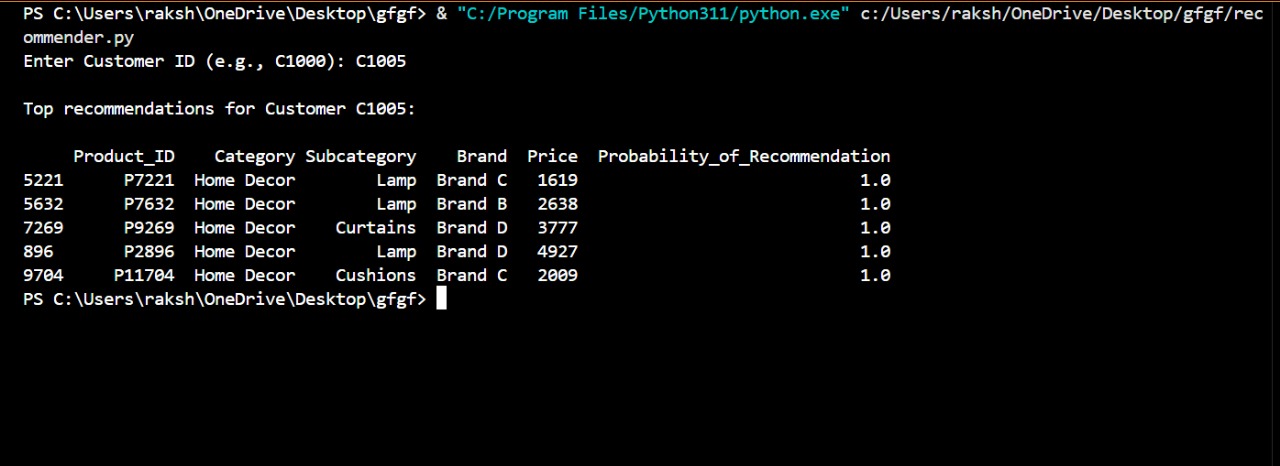 PS C:\Users\raksh\OneDrive\Desktop\gfgf> & "C:/Program Files/Python311/python.exe" c:/Users/raksh/OneDrive/Desktop/gfgf/rec
ommender.py
Enter Customer ID (e.g., C1000): C1005
Top recommendations for Customer C1005:
Product_ID Category Subcategory Brand Price Probability_of_Recommendation
5221 P7221 Home Decor Lamp Brand C 1619 1.0
5632 P7632 Home Decor Lamp Brand B 2638 1.0
7269 P9269 Home Decor Curtains Brand D 3777 1.0
896 P2896 Home Decor Lamp Brand D 4927 1.0
9704 P11704 Home Decor Cushions Brand C 2009 1.0
PS C:\Users\raksh\OneDrive\Desktop\gfgf>